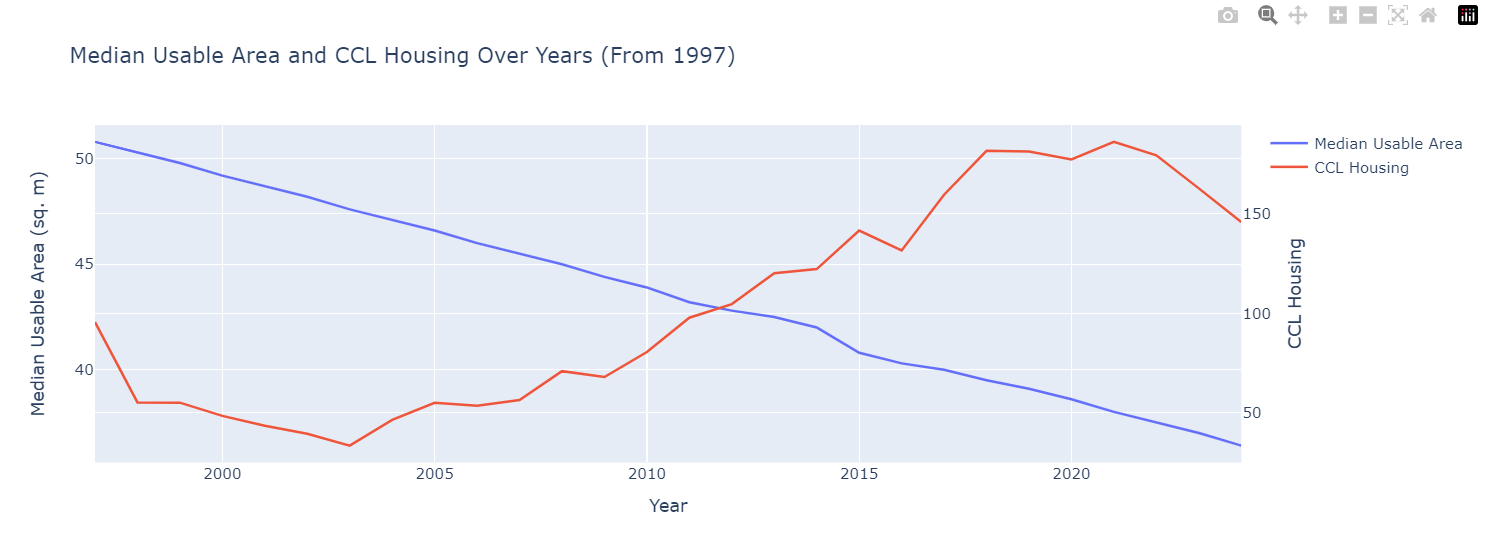 Median Usable Area and CCL Housing Over Years (From 1997)
Median Usable Area
CCL Housing
50
45
40
Median Usable Area (sq. m)
150
100
50
CCL Housing
2000
2005
2010
2015
2020
Year